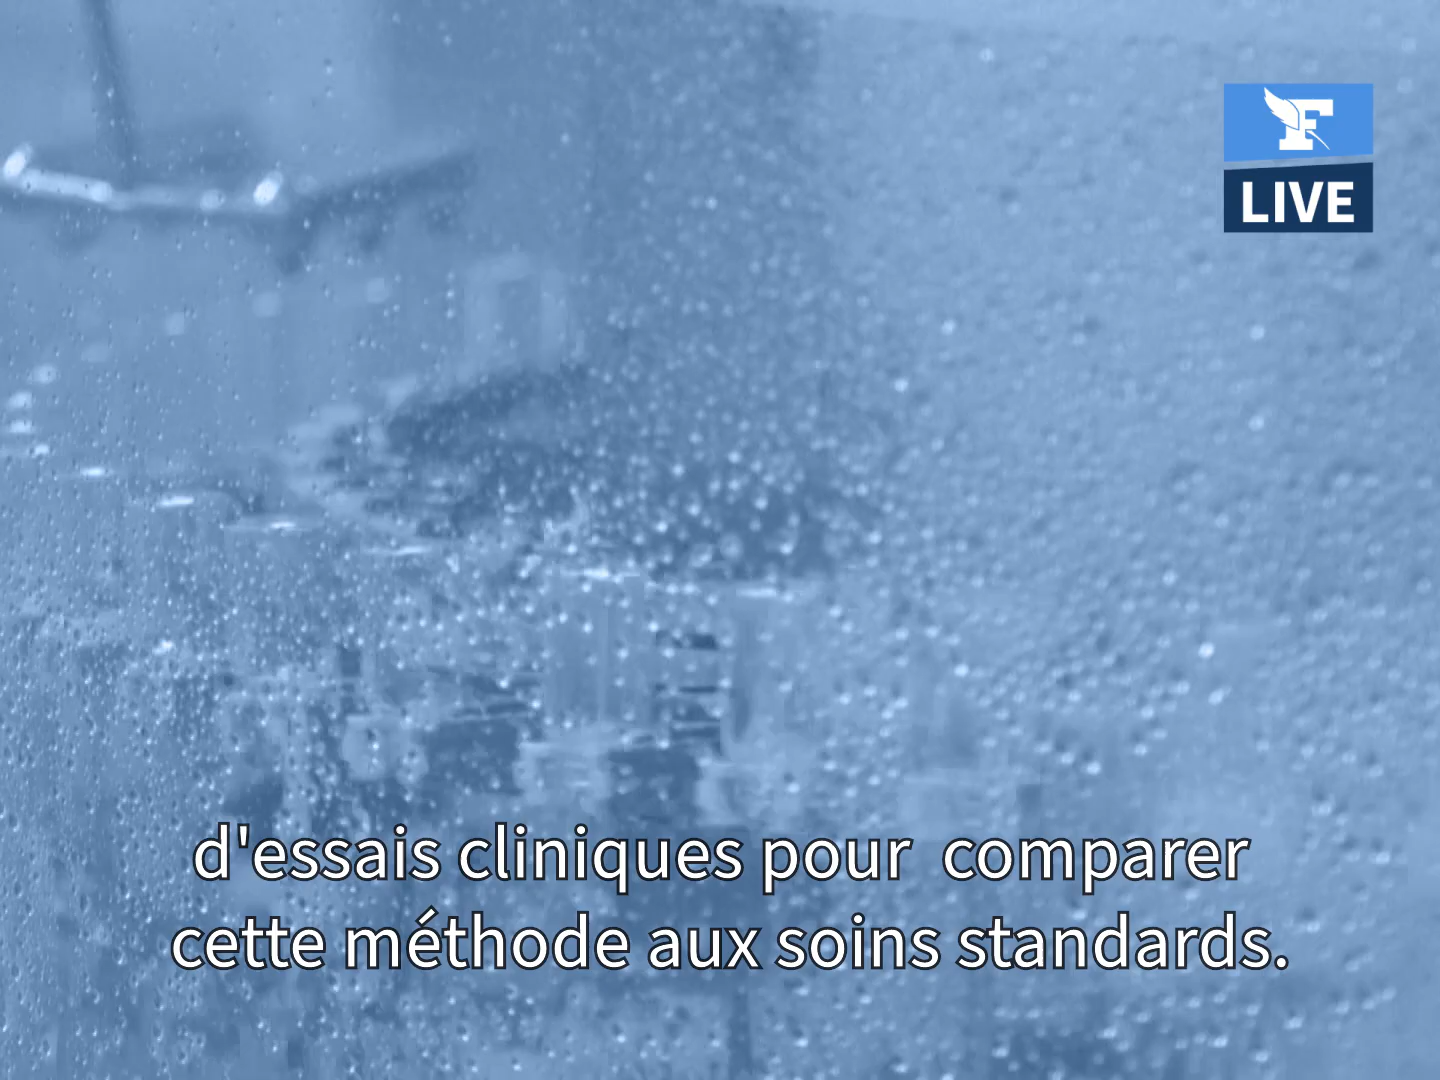 F
LIVE
d'essais cliniques pour  comparer
cette méthode aux soins standards.